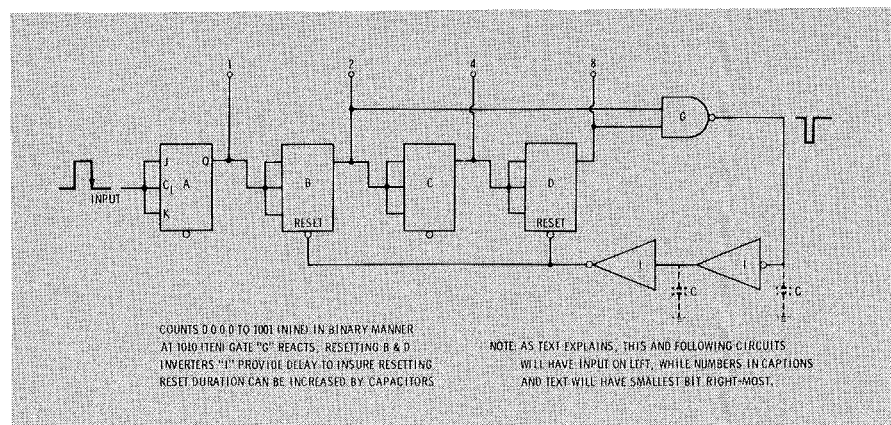 1 2 4 8
G
J Q
C A
K
INPUT
B
RESET
C
D
RESET
I I
C C
COUNTS 0 0 0 0 TO 1001 (NINE) IN BINARY MANNER
AT 1010 (TEN) GATE "G" REACTS, RESETTING B & D
INVERTERS "I" PROVIDE DELAY TO INSURE RESETTING
RESET DURATION CAN BE INCREASED BY CAPACITORS
NOTE: AS TEXT EXPLAINS, THIS AND FOLLOWING CIRCUITS
WILL HAVE INPUT ON LEFT, WHILE NUMBERS IN CAPTIONS
AND TEXT WILL HAVE SMALLEST BIT RIGHT-MOST.